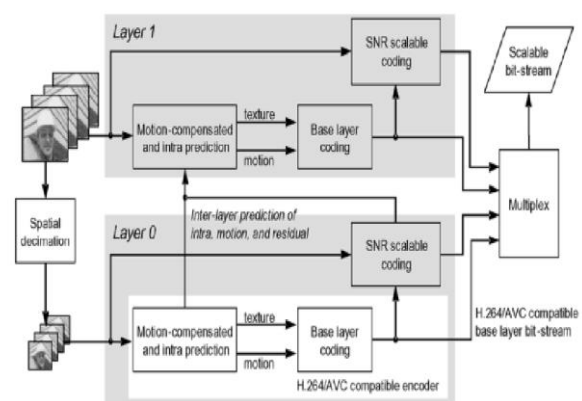 Layer 1
SNR scalable
coding
Scalable
bit-stream
texture
Motion-compensated
and intra prediction
Base layer
coding
motion
Multiplex
Spatial
decimation
Inter-layer prediction of
intra, motion, and residual
Layer 0
SNR scalable
coding
H.264/AVC compatible
base layer bit-stream
texture
Motion-compensated
and intra prediction
Base layer
coding
motion
H.264/AVC compatible encoder